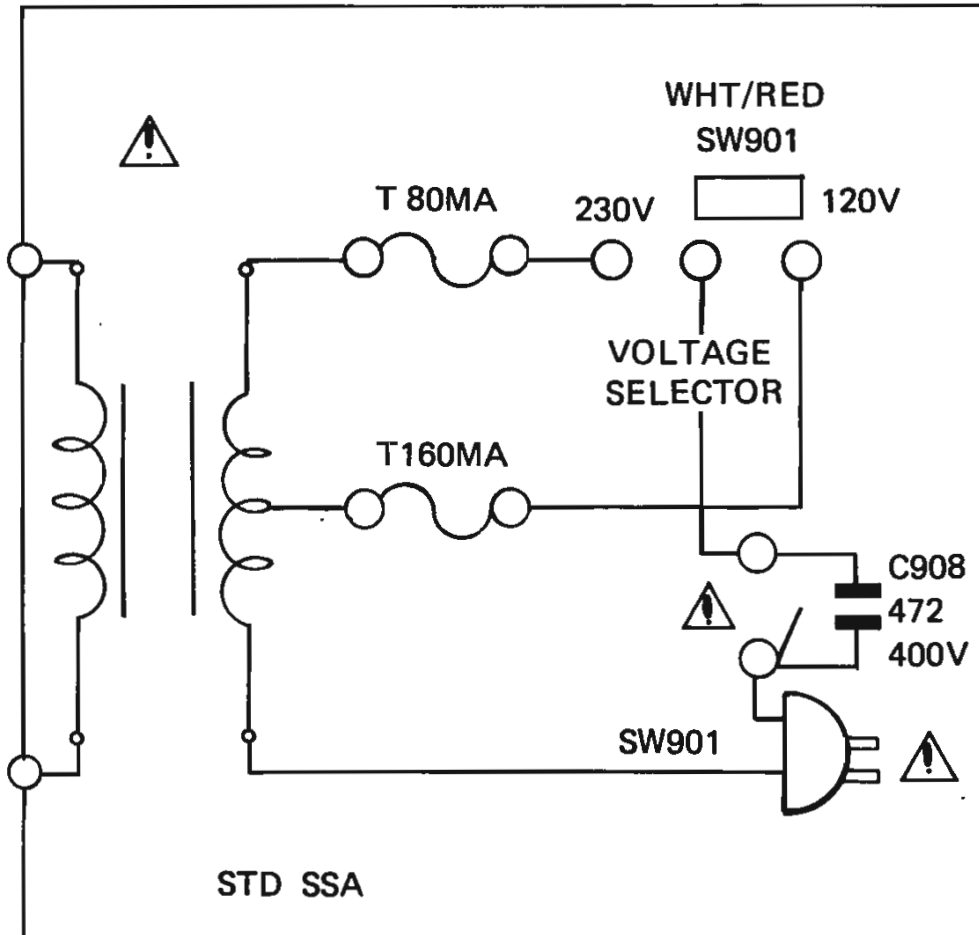 WHT/RED
SW901
T 80MA
230V
120V
VOLTAGE
SELECTOR
T160MA
C908
472
400V
SW901
STD SSA